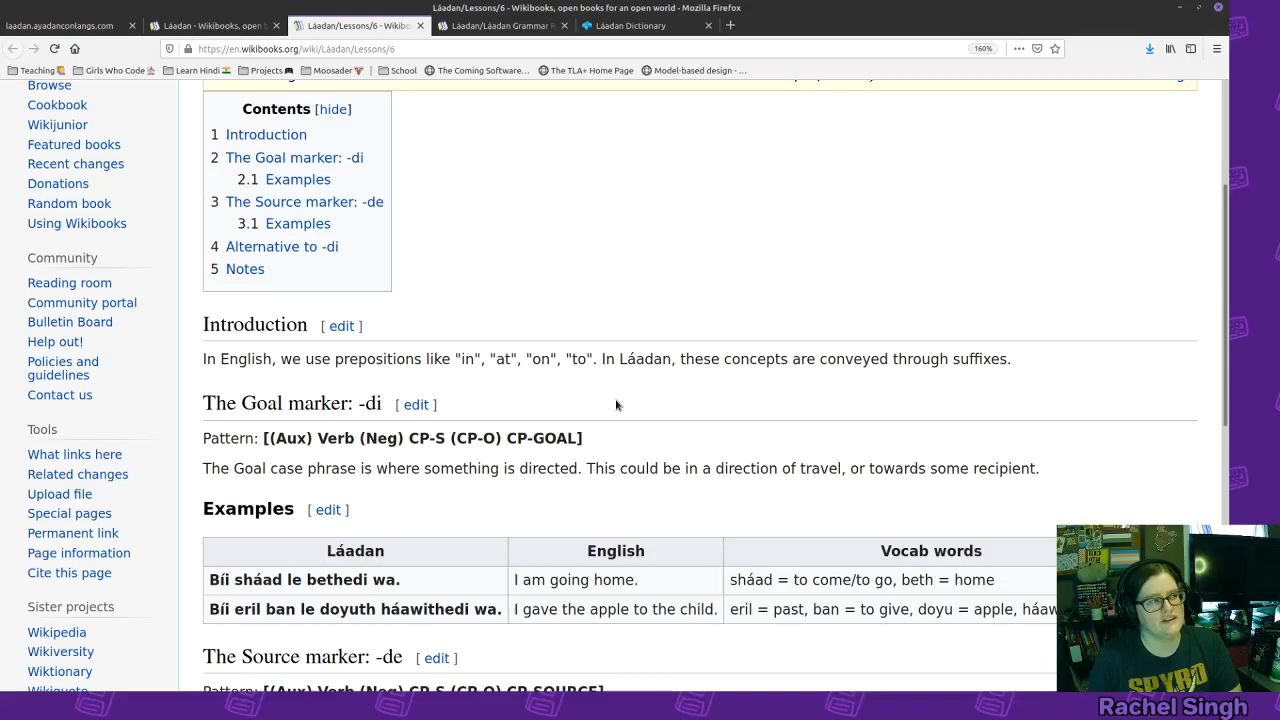 Láadan/Lessons/6 - Wikibooks, open books for an open world - Mozilla Firefox
laadan.ayadanconlangs.com
Láadan - Wikibooks, open b
Láadan/Lessons/6 - Wikibo
Láadan/Láadan Grammar R
Láadan Dictionary
https://en.wikibooks.org/wiki/Láadan/Lessons/6
160%
Teaching
Girls Who Code
Learn Hindi
Projects
Moosader
School
The Coming Software...
The TLA+ Home Page
Model-based design - ...
Browse
Cookbook
Wikijunior
Featured books
Recent changes
Donations
Random book
Using Wikibooks
Community
Reading room
Community portal
Bulletin Board
Help out!
Policies and
guidelines
Contact us
Tools
What links here
Related changes
Upload file
Special pages
Permanent link
Page information
Cite this page
Sister projects
Wikipedia
Wikiversity
Wiktionary
Wikiquote
Contents [hide]
1 Introduction
2 The Goal marker: -di
2.1 Examples
3 The Source marker: -de
3.1 Examples
4 Alternative to -di
5 Notes
Introduction [ edit ]
In English, we use prepositions like "in", "at", "on", "to". In Láadan, these concepts are conveyed through suffixes.
The Goal marker: -di [ edit ]
Pattern: [(Aux) Verb (Neg) CP-S (CP-O) CP-GOAL]
The Goal case phrase is where something is directed. This could be in a direction of travel, or towards some recipient.
Examples [ edit ]
Láadan English Vocab words
Bíi sháad le bethedi wa. I am going home. sháad = to come/to go, beth = home
Bíi eril ban le doyuth háawithedi wa. I gave the apple to the child. eril = past, ban = to give, doyu = apple, háaw
The Source marker: -de [ edit ]
Pattern: [(Aux) Verb (Neg) CP-S (CP-O) CP-SOURCE]
SPYRO
Rachel Singh